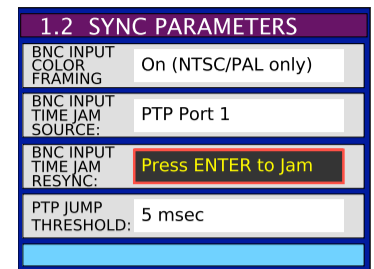 1.2 SYNC PARAMETERS
BNC INPUT
COLOR
FRAMING
On (NTSC/PAL only)
BNC INPUT
TIME JAM
SOURCE:
PTP Port 1
BNC INPUT
TIME JAM
RESYNC:
Press ENTER to Jam
PTP JUMP
THRESHOLD:
5 msec